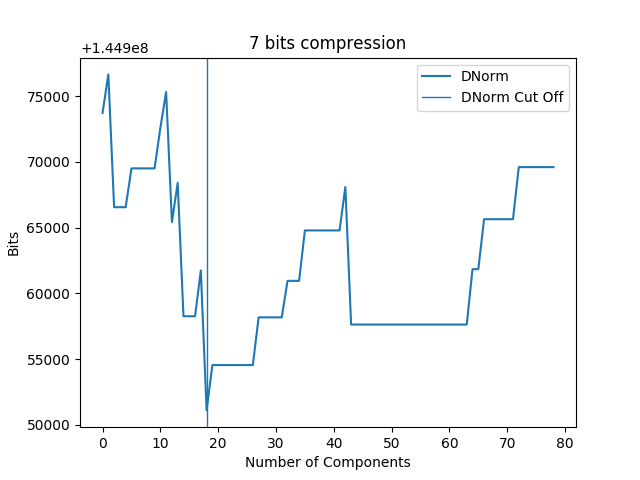 7 bits compression
+1.449e8
DNorm
DNorm Cut Off
75000
70000
65000
60000
55000
50000
Bits
0 10 20 30 40 50 60 70 80
Number of Components